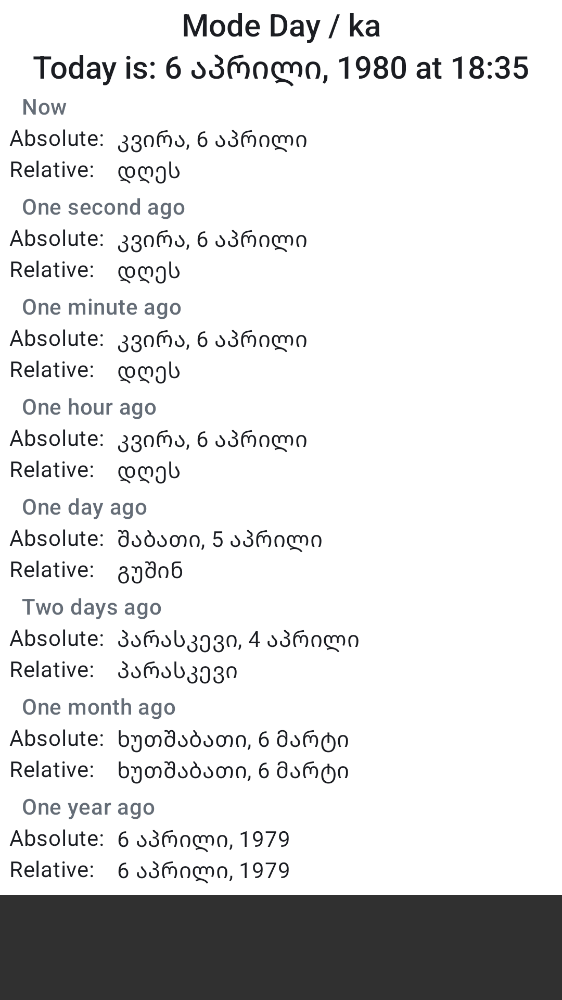 Mode Day / ka
Today is: 6 აპრილი, 1980 at 18:35
Now
Absolute: კვირა, 6 აპრილი
Relative: დღეს
One second ago
Absolute: კვირა, 6 აპრილი
Relative: დღეს
One minute ago
Absolute: კვირა, 6 აპრილი
Relative: დღეს
One hour ago
Absolute: კვირა, 6 აპრილი
Relative: დღეს
One day ago
Absolute: შაბათი, 5 აპრილი
Relative: გუშინ
Two days ago
Absolute: პარასკევი, 4 აპრილი
Relative: პარასკევი
One month ago
Absolute: ხუთშაბათი, 6 მარტი
Relative: ხუთშაბათი, 6 მარტი
One year ago
Absolute: 6 აპრილი, 1979
Relative: 6 აპრილი, 1979